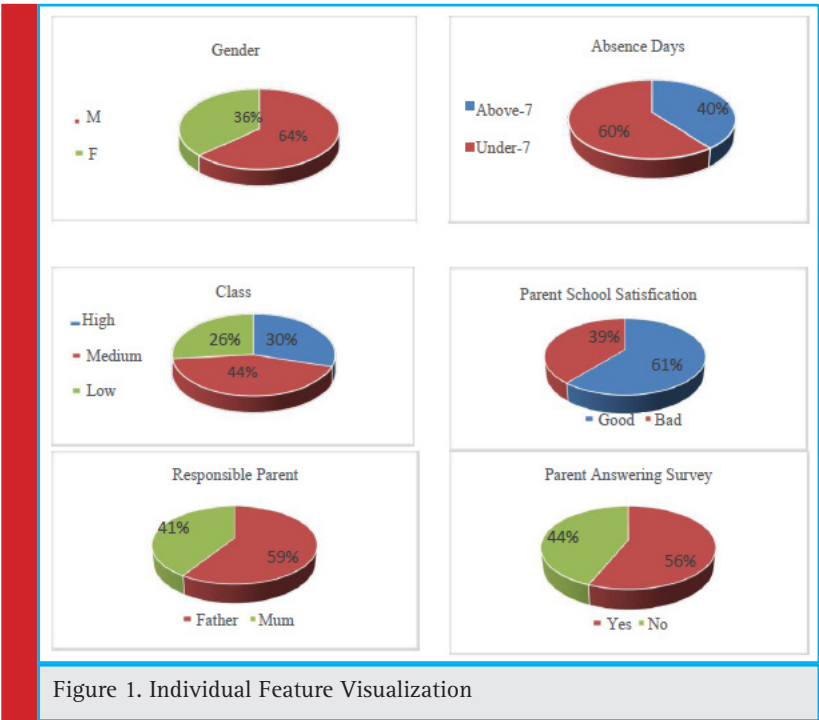 Gender
M
F
36%
64%
Absence Days
Above-7
Under-7
40%
60%
Class
High
Medium
Low
26%
30%
44%
Parent School Satisfication
39%
61%
Good
Bad
Responsible Parent
41%
59%
Father
Mum
Parent Answering Survey
44%
56%
Yes
No
Figure 1. Individual Feature Visualization